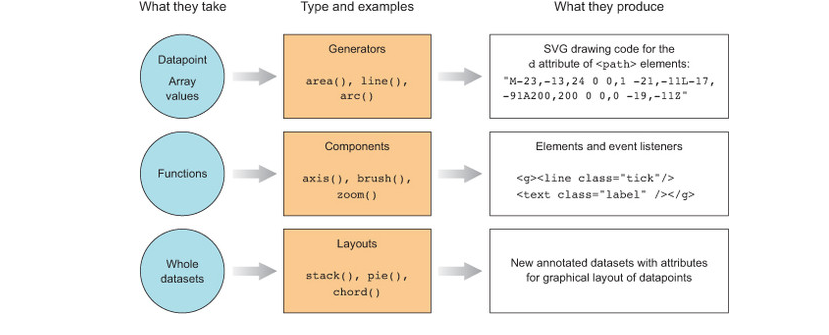 What they take
Type and examples
What they produce
Datapoint
Array
values
Generators
area(), line(),
arc()
SVG drawing code for the
d attribute of <path> elements:
"M-23,-13,24 0 0,1 -21,-11L-17,
-91A200,200 0 0,0 -19,-11Z"
Functions
Components
axis(), brush(),
zoom()
Elements and event listeners
<g><line class="tick"/>
<text class="label" /></g>
Whole
datasets
Layouts
stack(), pie(),
chord()
New annotated datasets with attributes
for graphical layout of datapoints